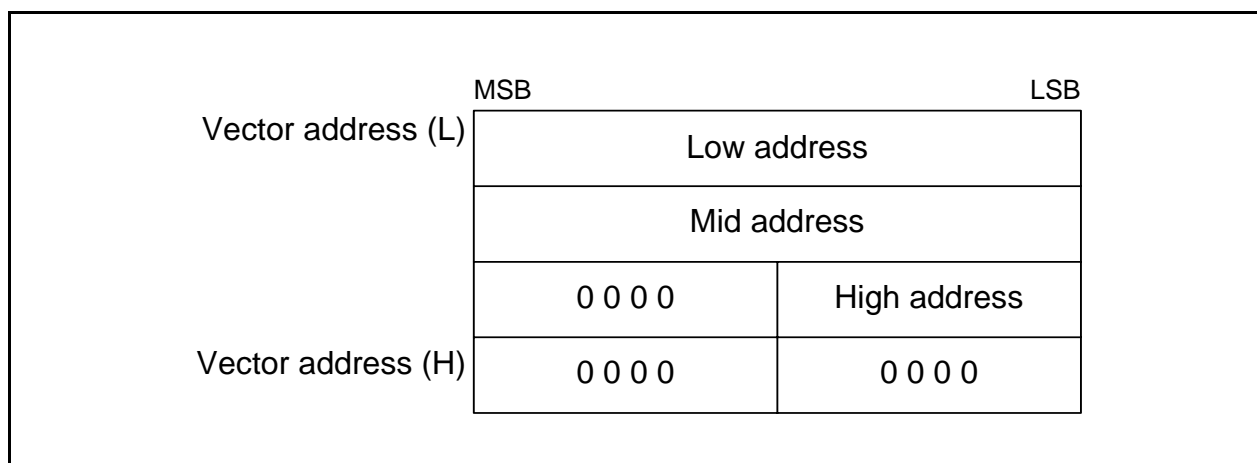 MSB LSB
Vector address (L) Low address
Mid address
0 0 0 0 High address
Vector address (H) 0 0 0 0 0 0 0 0